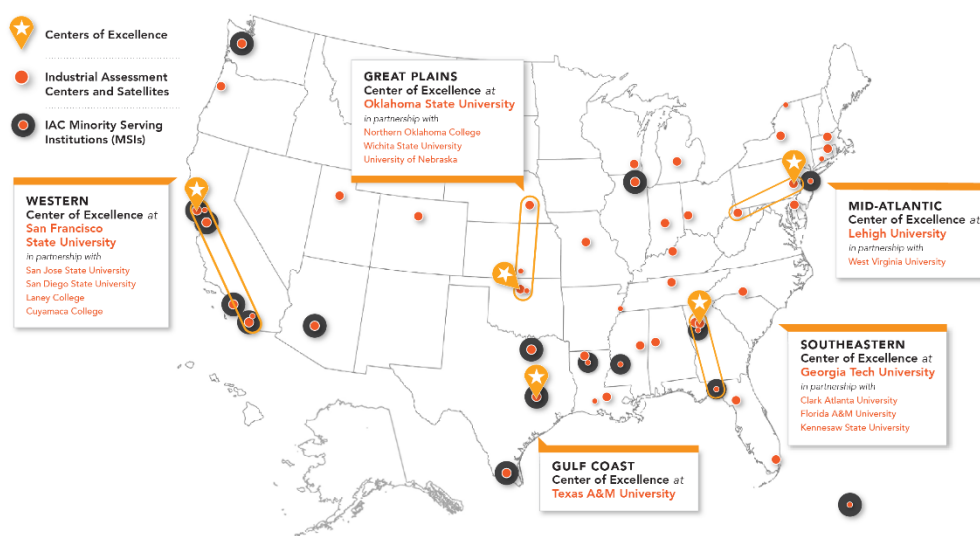 Centers of Excellence
Industrial Assessment
Centers and Satellites
IAC Minority Serving
Institutions (MSIs)
GREAT PLAINS
Center of Excellence at
Oklahoma State University
in partnership with
Northern Oklahoma College
Wichita State University
University of Nebraska
WESTERN
Center of Excellence at
San Francisco
State University
in partnership with
San Jose State University
San Diego State University
Laney College
Cuyamaca College
MID-ATLANTIC
Center of Excellence at
Lehigh University
in partnership with
West Virginia University
SOUTHEASTERN
Center of Excellence at
Georgia Tech University
in partnership with
Clark Atlanta University
Florida A&M University
Kennesaw State University
GULF COAST
Center of Excellence at
Texas A&M University